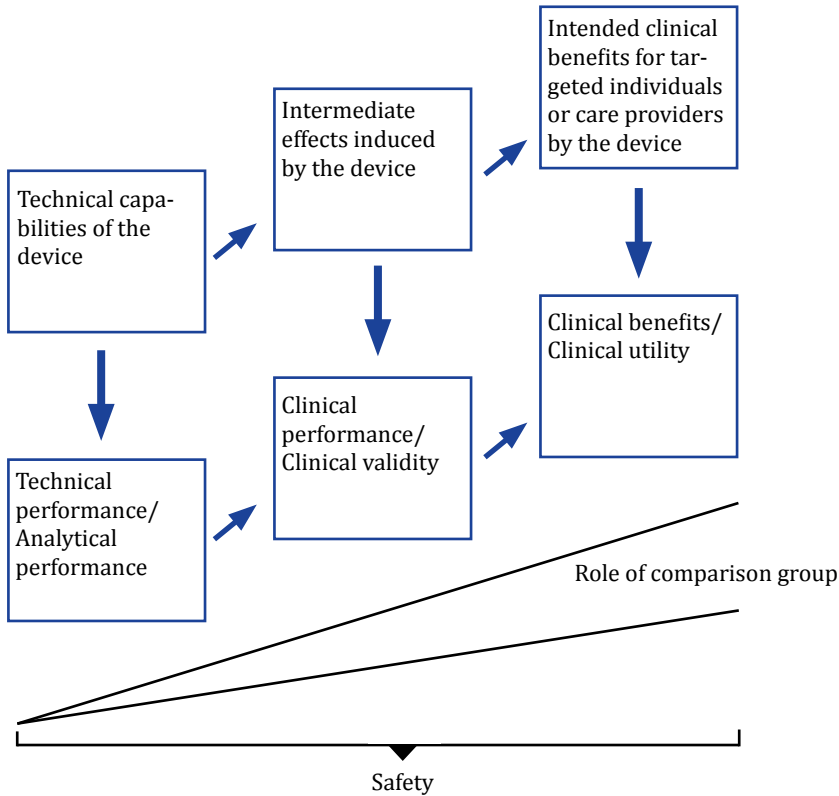 Technical capa-
bilities of the
device
Intermediate
effects induced
by the device
Intended clinical
benefits for tar-
geted individuals
or care providers
by the device
Technical
performance/
Analytical
performance
Clinical
performance/
Clinical validity
Clinical benefits/
Clinical utility
Role of comparison group
Safety